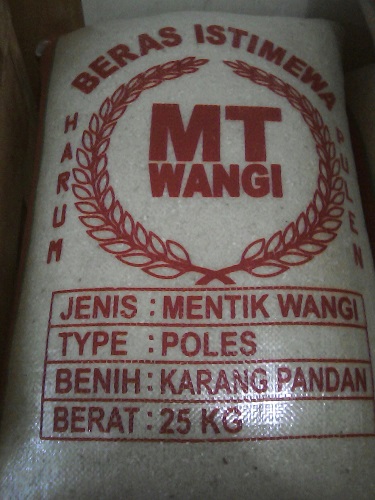 BERAS ISTIMEWA
HARUM
PULEN
MT
WANGI
JENIS : MENTIK WANGI
TYPE : POLES
BENIH : KARANG PANDAN
BERAT : 25 KG